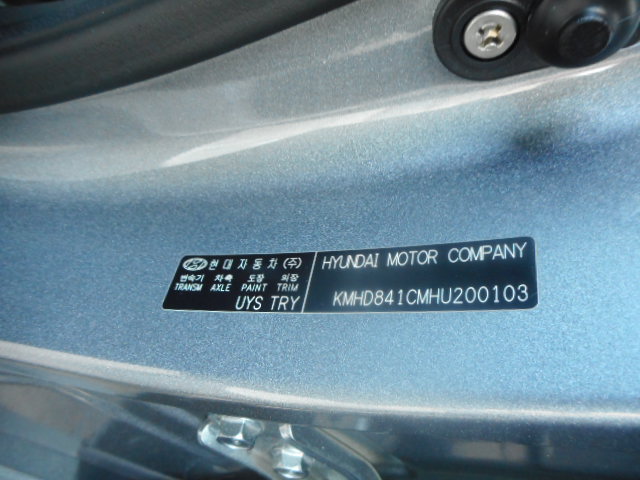 현대자동차(주)
변속기 차축 도장 의장
TRANSM AXLE PAINT TRIM
UYS TRY
HYUNDAI MOTOR COMPANY
KMHD841CMHU200103